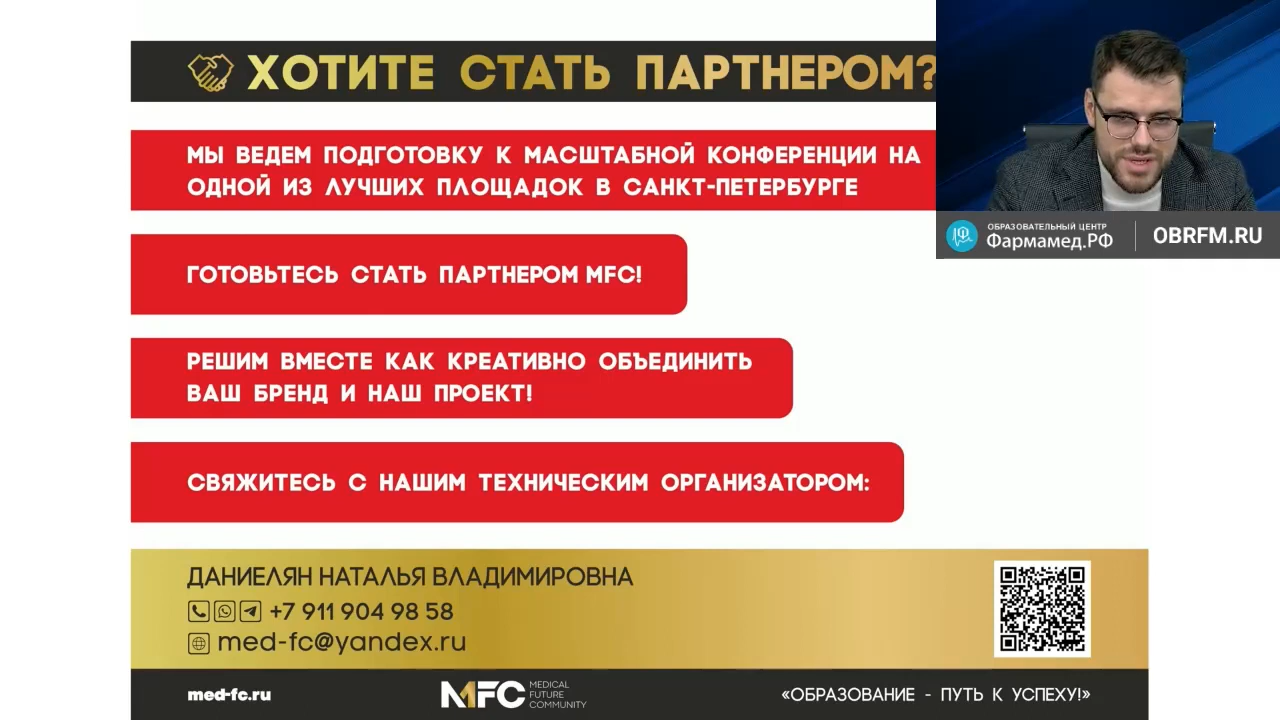 ХОТИТЕ СТАТЬ ПАРТНЕРОМ?
МЫ ВЕДЕМ ПОДГОТОВКУ К МАСШТАБНОЙ КОНФЕРЕНЦИИ НА
ОДНОЙ ИЗ ЛУЧШИХ ПЛОЩАДОК В САНКТ-ПЕТЕРБУРГЕ
ОБРАЗОВАТЕЛЬНЫЙ ЦЕНТР
Фармамед.РФ
OBRFM.RU
ГОТОВЬТЕСЬ СТАТЬ ПАРТНЕРОМ MFC!
РЕШИМ ВМЕСТЕ КАК КРЕАТИВНО ОБЪЕДИНИТЬ
ВАШ БРЕНД И НАШ ПРОЕКТ!
СВЯЖИТЕСЬ С НАШИМ ТЕХНИЧЕСКИМ ОРГАНИЗАТОРОМ:
ДАНИЕЛЯН НАТАЛЬЯ ВЛАДИМИРОВНА
+7 911 904 98 58
med-fc@yandex.ru
med-fc.ru
MFC
MEDICAL
FUTURE
COMMUNITY
«ОБРАЗОВАНИЕ - ПУТЬ К УСПЕХУ!»